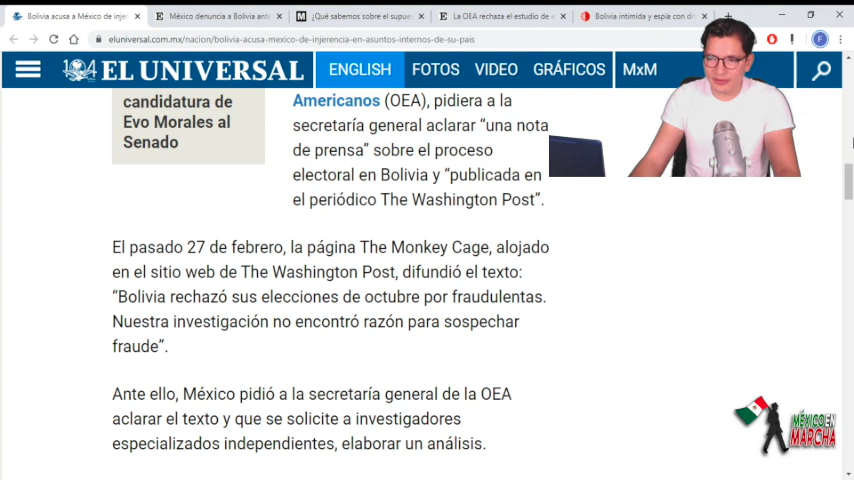 Bolivia acusa a México de injer
México denuncia a Bolivia ante
¿Qué sabemos sobre el supues
La OEA rechaza el estudio de
Bolivia intimida y espía con dr
eluniversal.com.mx/nacion/bolivia-acusa-mexico-de-injerencia-en-asuntos-internos-de-su-pais
EL UNIVERSAL
ENGLISH
FOTOS
VIDEO
GRÁFICOS
MxM
candidatura de
Evo Morales al
Senado
Americanos (OEA), pidiera a la
secretaría general aclarar “una nota
de prensa” sobre el proceso
electoral en Bolivia y “publicada en
el periódico The Washington Post”.
El pasado 27 de febrero, la página The Monkey Cage, alojado
en el sitio web de The Washington Post, difundió el texto:
“Bolivia rechazó sus elecciones de octubre por fraudulentas.
Nuestra investigación no encontró razón para sospechar
fraude”.
Ante ello, México pidió a la secretaría general de la OEA
aclarar el texto y que se solicite a investigadores
especializados independientes, elaborar un análisis.
MÉXICO EN
MARCHA